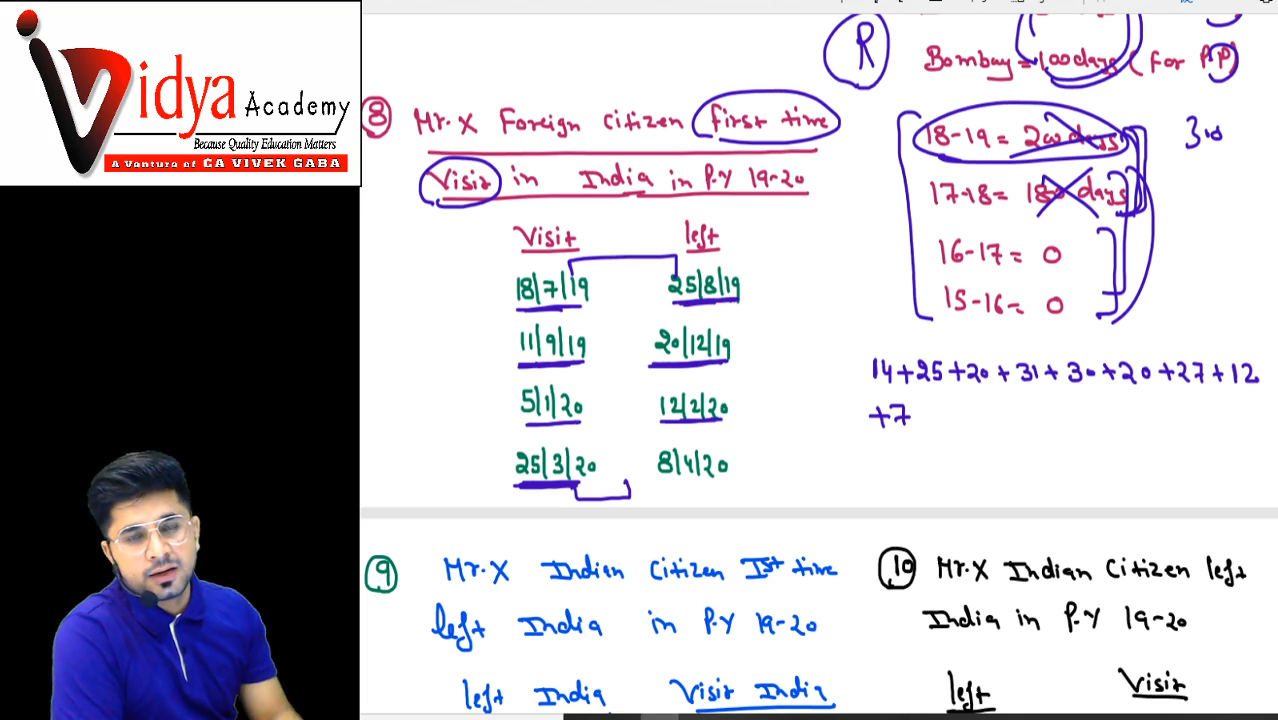 Vidya
Academy
Because Quality Education Matters
A Ventura of CA VIVEK GABA
R
Bombay = 100 days (for PP)
⑧ Mr. X Foreign Citizen first time
Visit in India in P.Y 19-20
Visit left
18/7/19 25/8/19
11/9/19 20/12/19
5/1/20 12/2/20
25/3/20 8/4/20
18-19 = 200 days
17-18 = 180 days
16-17 = 0
15-16 = 0
14+25+20+31+30+20+27+12
+7
⑨ Mr. X Indian Citizen Ist time
left India in P.Y 19-20
left India Visit India
⑩ Mr. X Indian Citizen left
India in P.Y 19-20
left Visit